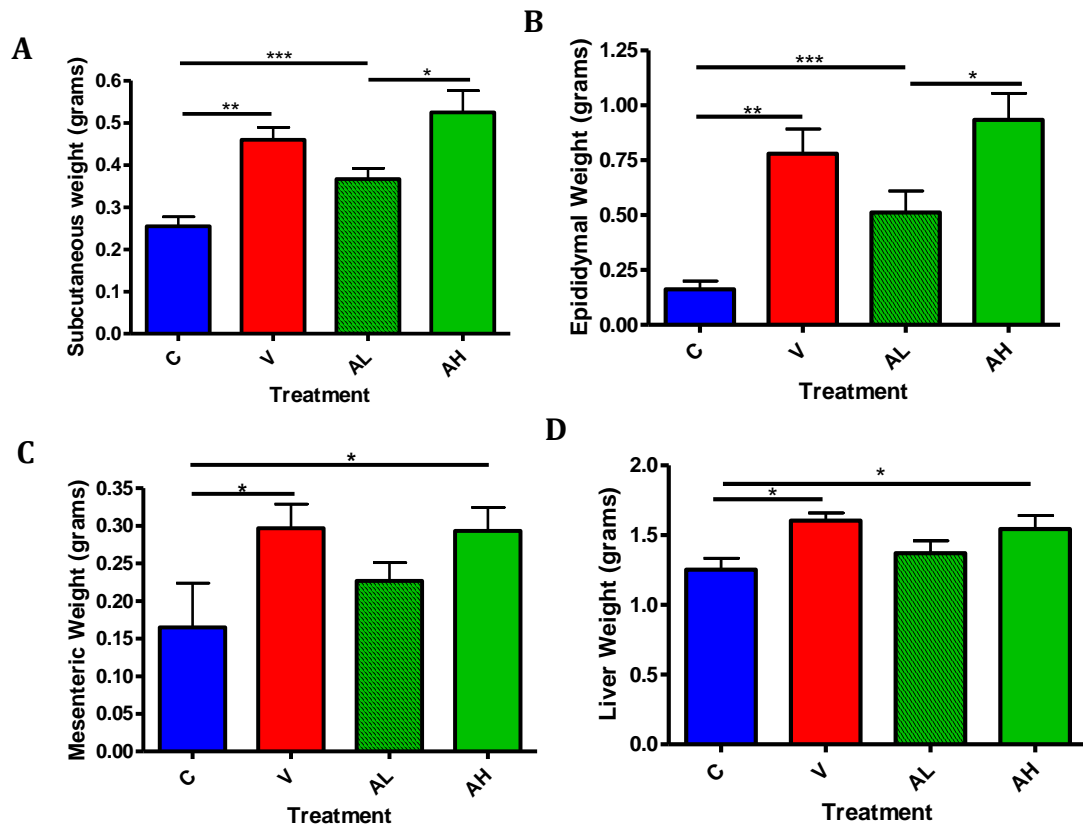 A
Subcutaneous weight (grams)
0.6
0.5
0.4
0.3
0.2
0.1
0.0
***
**
*
C
V
AL
AH
Treatment
B
Epididymal Weight (grams)
1.25
1.00
0.75
0.50
0.25
0.00
***
**
*
C
V
AL
AH
Treatment
C
Mesenteric Weight (grams)
0.35
0.30
0.25
0.20
0.15
0.10
0.05
0.00
*
*
C
V
AL
AH
Treatment
D
Liver Weight (grams)
2.0
1.5
1.0
0.5
0.0
*
*
C
V
AL
AH
Treatment